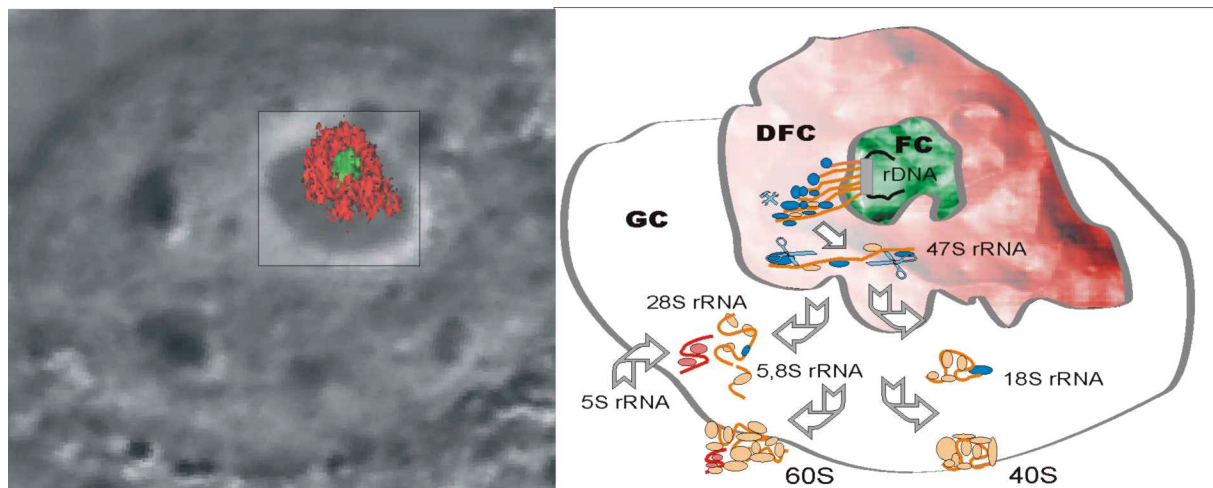 DFC
FC
rDNA
GC
47S rRNA
28S rRNA
5,8S rRNA
18S rRNA
5S rRNA
60S
40S